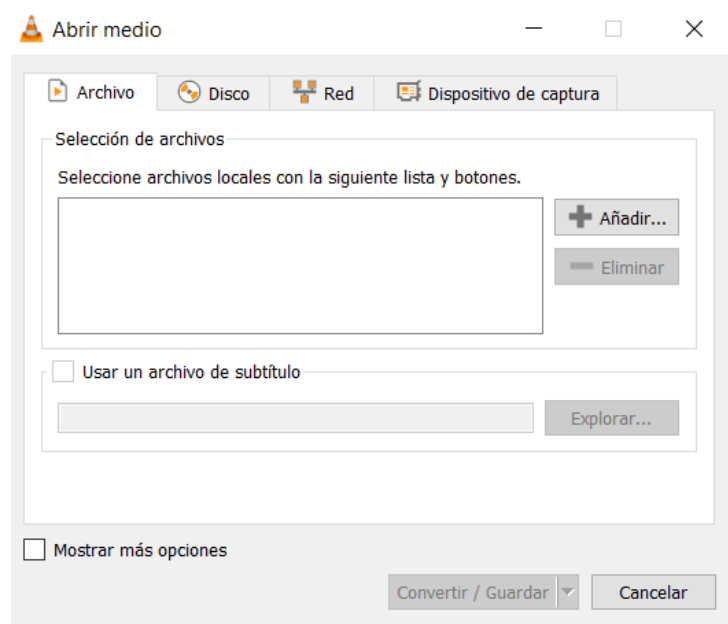 Abrir medio
Archivo Disco Red Dispositivo de captura
Selección de archivos
Seleccione archivos locales con la siguiente lista y botones.
Añadir...
Eliminar
Usar un archivo de subtítulo
Explorar...
Mostrar más opciones
Convertir / Guardar Cancelar